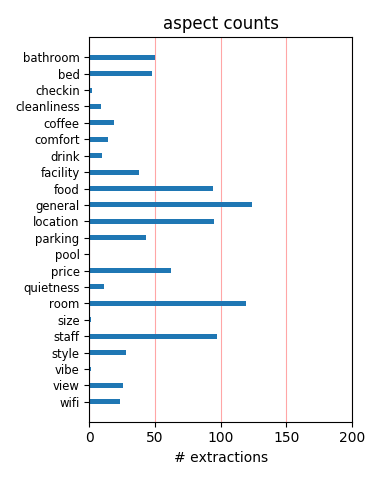 aspect counts
bathroom
bed
checkin
cleanliness
coffee
comfort
drink
facility
food
general
location
parking
pool
price
quietness
room
size
staff
style
vibe
view
wifi
0 50 100 150 200
# extractions